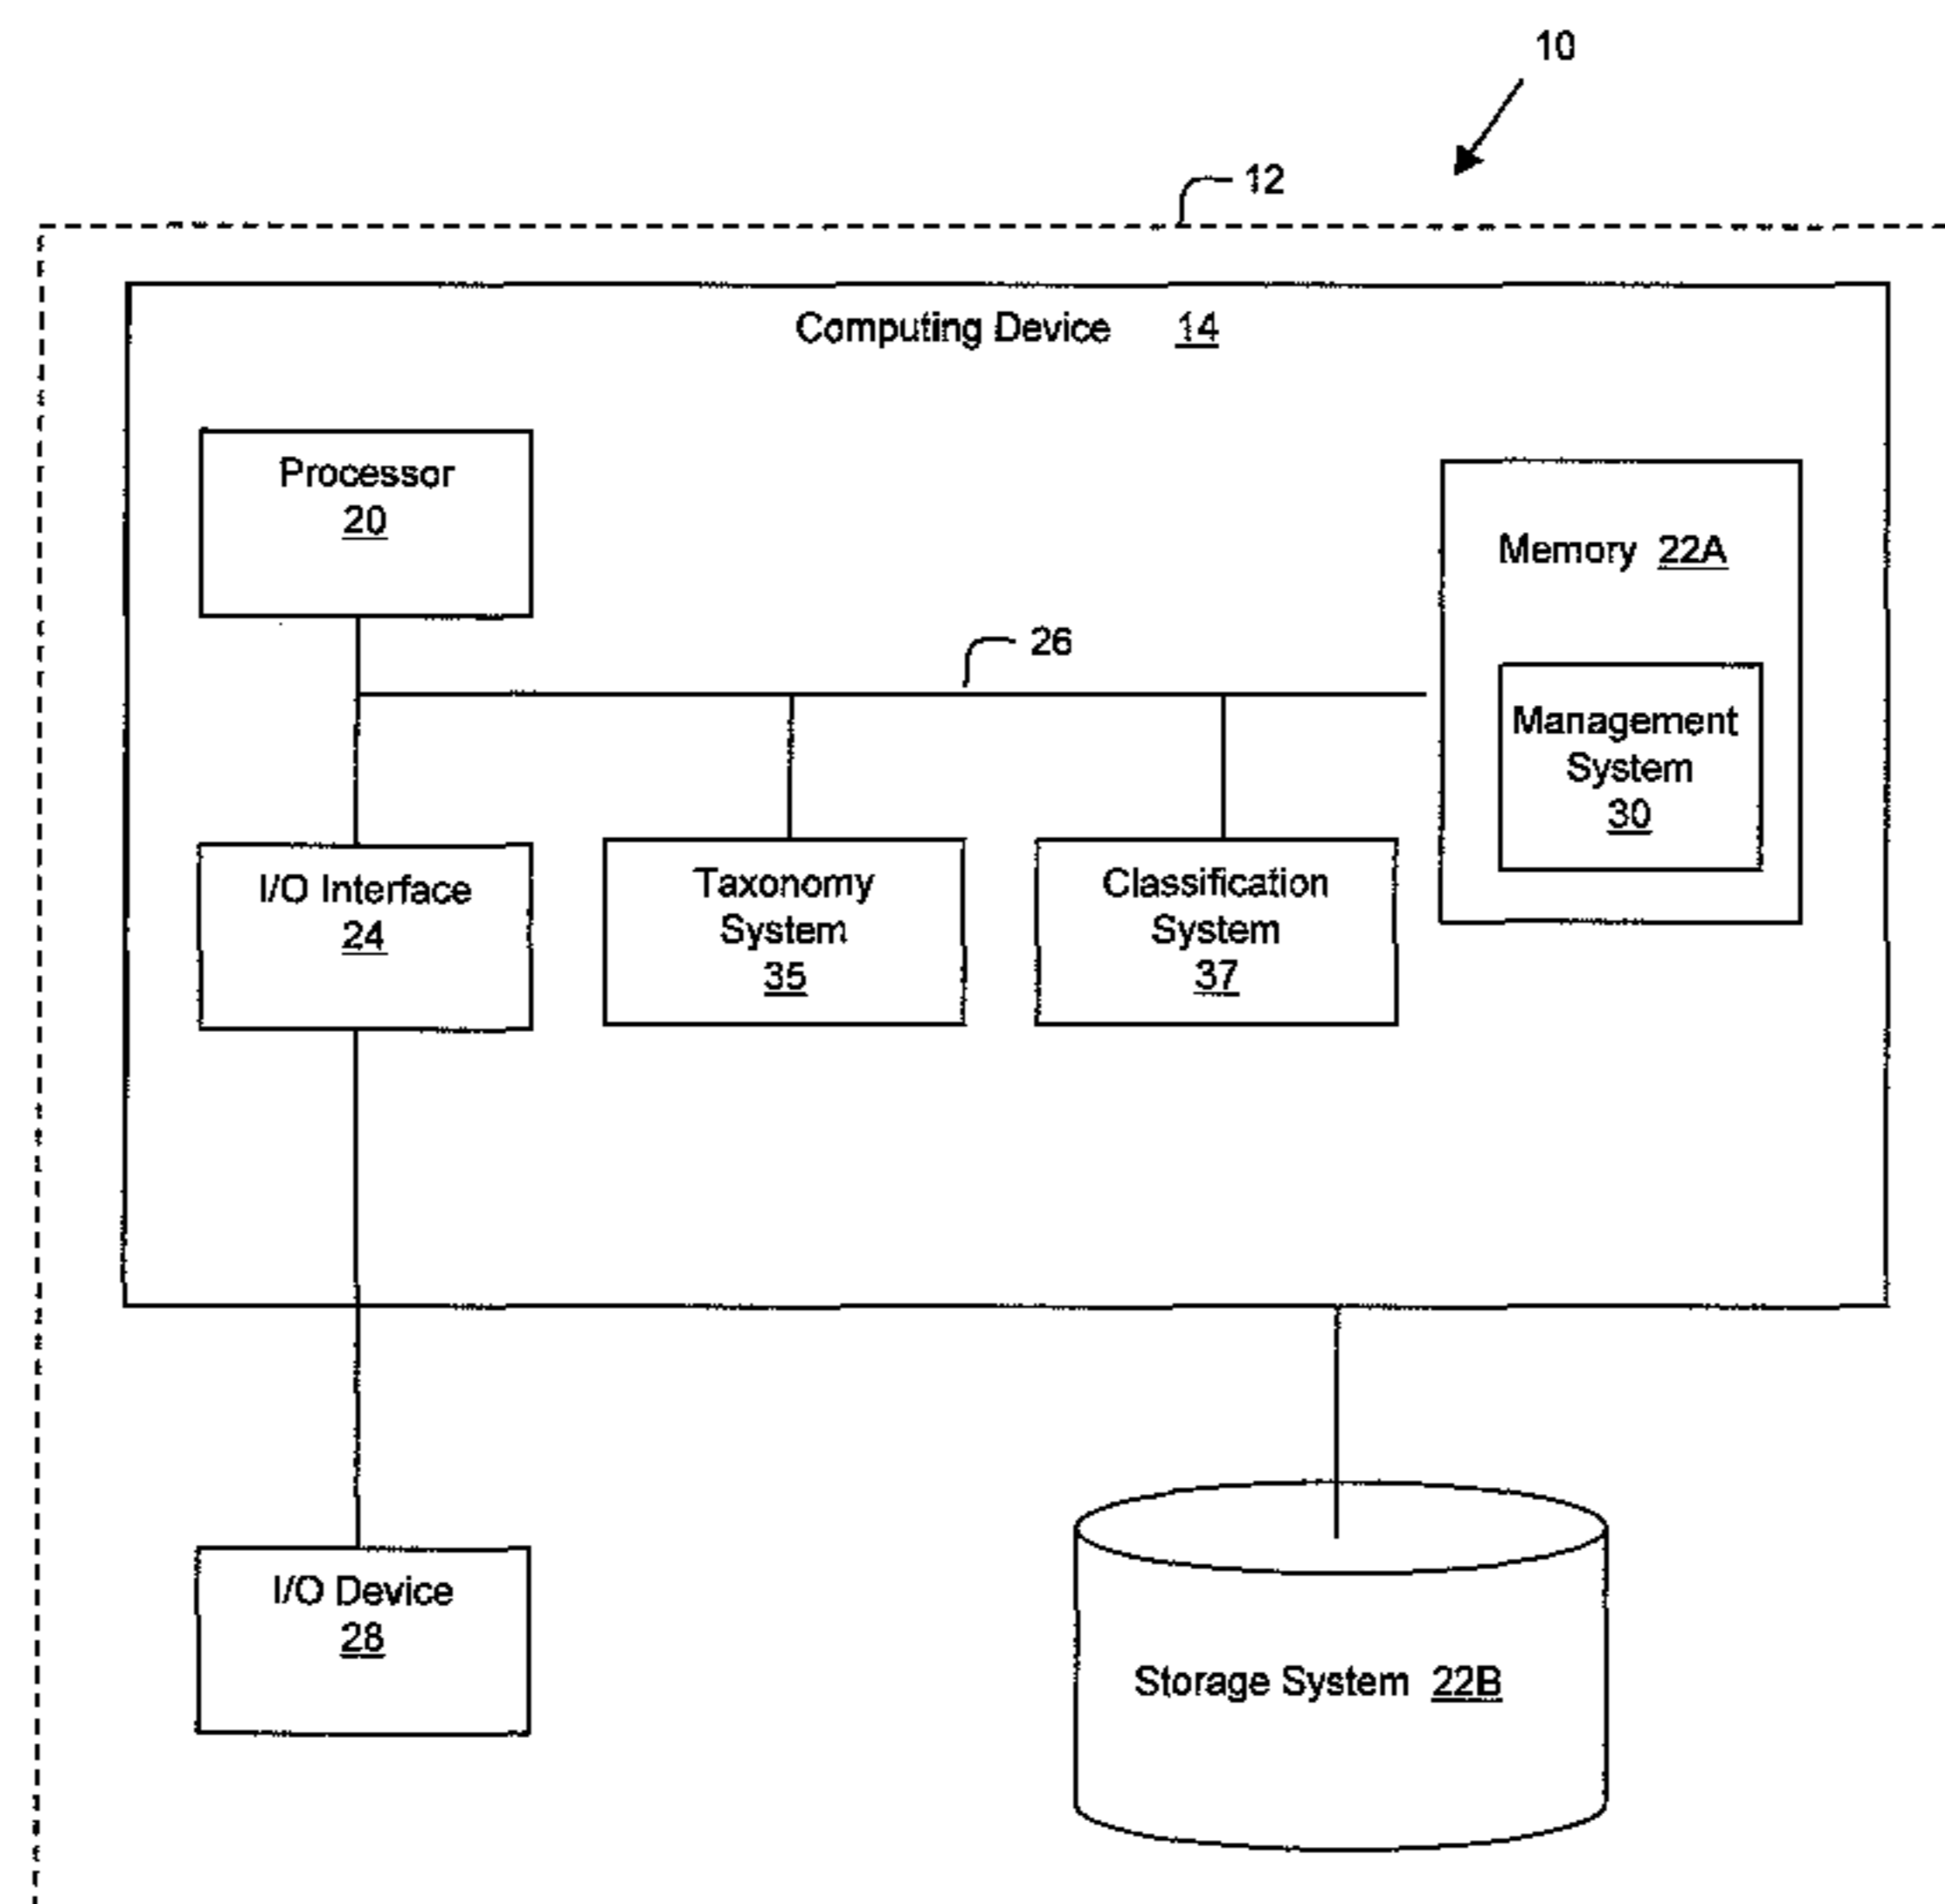 10
12
Computing Device 14
Processor
20
Memory 22A
26
Management
System
30
I/O Interface
24
Taxonomy
System
35
Classification
System
37
I/O Device
28
Storage System 22B